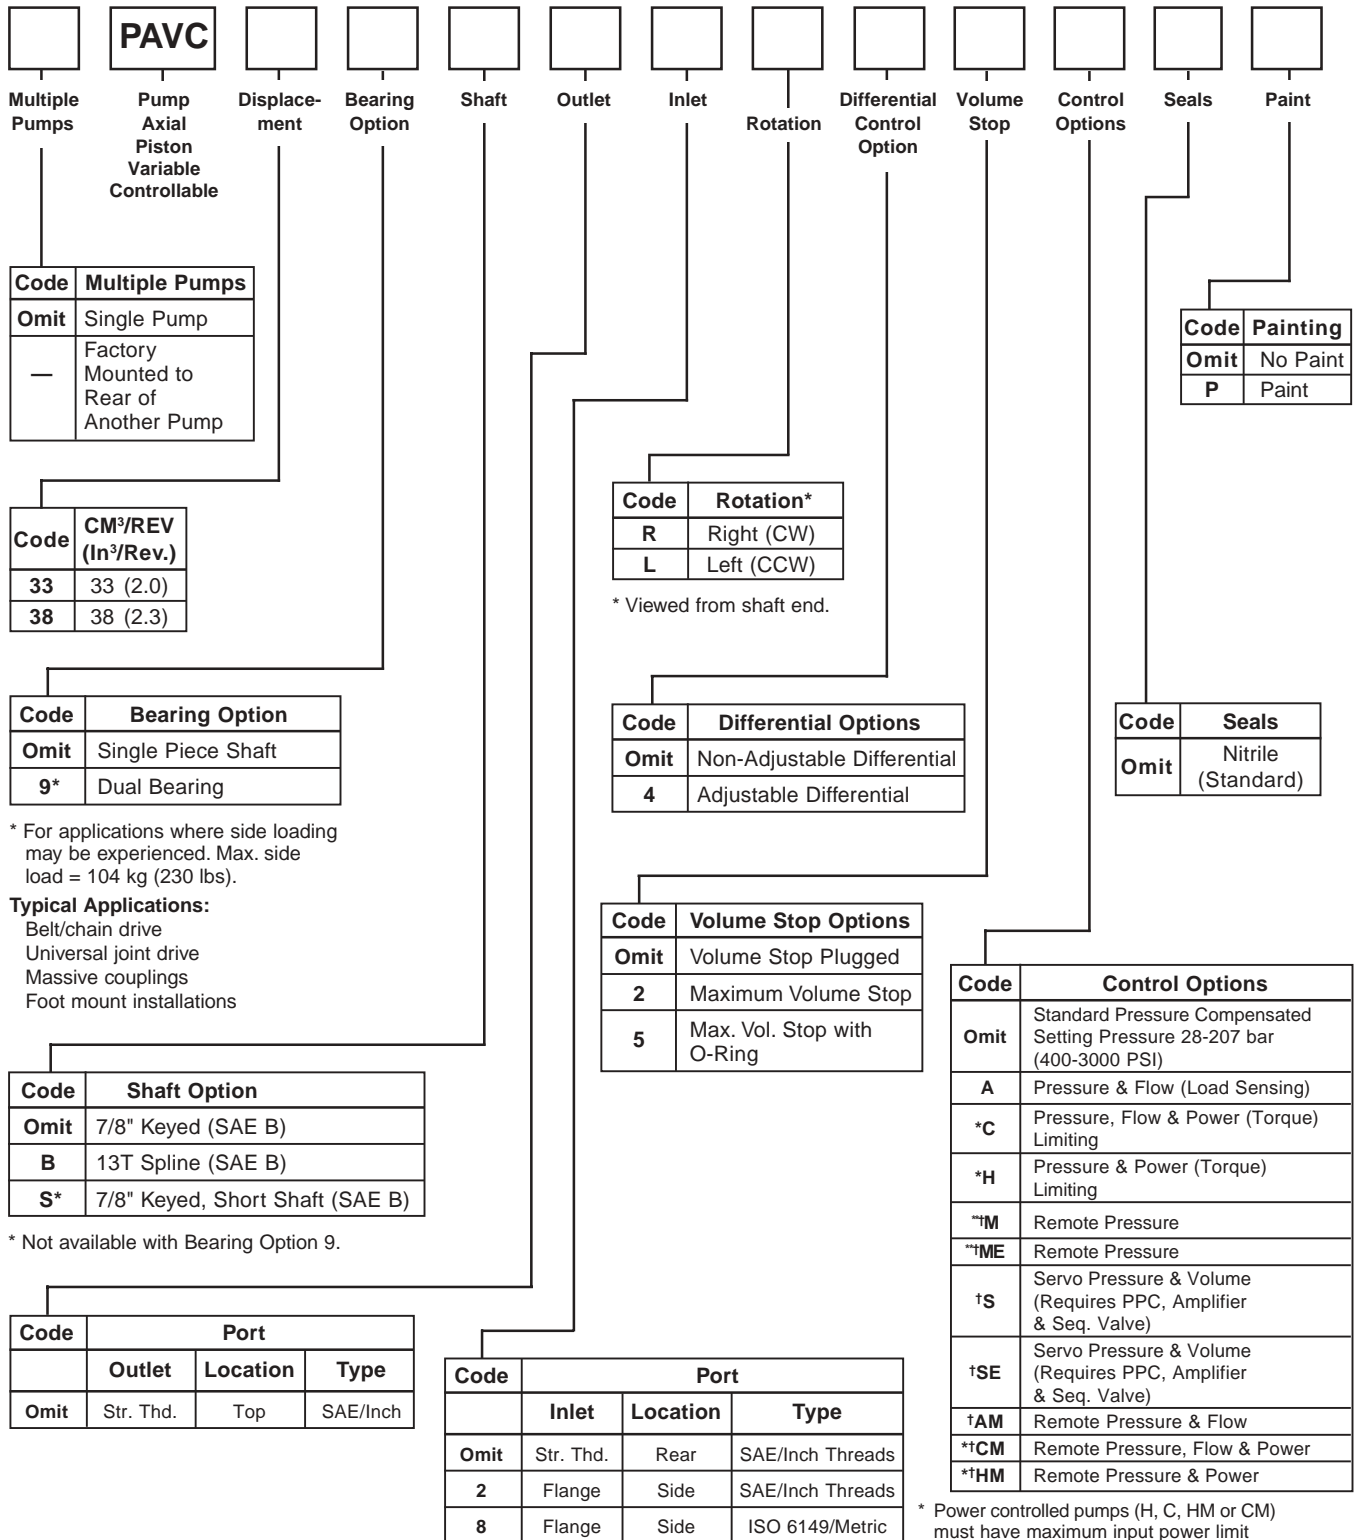 PAVC
Multiple
Pumps
Pump
Axial
Piston
Variable
Controllable
Displace-
ment
Bearing
Option
Shaft
Outlet
Inlet
Rotation
Differential
Control
Option
Volume
Stop
Control
Options
Seals
Paint
Code Multiple Pumps
Omit Single Pump
— Factory
Mounted to
Rear of
Another Pump
Code Painting
Omit No Paint
P Paint
Code CM³/REV
(In³/Rev.)
33 33 (2.0)
38 38 (2.3)
Code Rotation*
R Right (CW)
L Left (CCW)
* Viewed from shaft end.
Code Bearing Option
Omit Single Piece Shaft
9* Dual Bearing
* For applications where side loading
may be experienced. Max. side
load = 104 kg (230 lbs).
Typical Applications:
Belt/chain drive
Universal joint drive
Massive couplings
Foot mount installations
Code Differential Options
Omit Non-Adjustable Differential
4 Adjustable Differential
Code Seals
Omit Nitrile
(Standard)
Code Volume Stop Options
Omit Volume Stop Plugged
2 Maximum Volume Stop
5 Max. Vol. Stop with
O-Ring
Code Shaft Option
Omit 7/8" Keyed (SAE B)
B 13T Spline (SAE B)
S* 7/8" Keyed, Short Shaft (SAE B)
* Not available with Bearing Option 9.
Code Control Options
Omit Standard Pressure Compensated
Setting Pressure 28-207 bar
(400-3000 PSI)
A Pressure & Flow (Load Sensing)
*C Pressure, Flow & Power (Torque)
Limiting
*H Pressure & Power (Torque)
Limiting
**†M Remote Pressure
**†ME Remote Pressure
†S Servo Pressure & Volume
(Requires PPC, Amplifier
& Seq. Valve)
†SE Servo Pressure & Volume
(Requires PPC, Amplifier
& Seq. Valve)
†AM Remote Pressure & Flow
*†CM Remote Pressure, Flow & Power
*†HM Remote Pressure & Power
* Power controlled pumps (H, C, HM or CM)
must have maximum input power limit
Code Port
Outlet Location Type
Omit Str. Thd. Top SAE/Inch
Code Port
Inlet Location Type
Omit Str. Thd. Rear SAE/Inch Threads
2 Flange Side SAE/Inch Threads
8 Flange Side ISO 6149/Metric